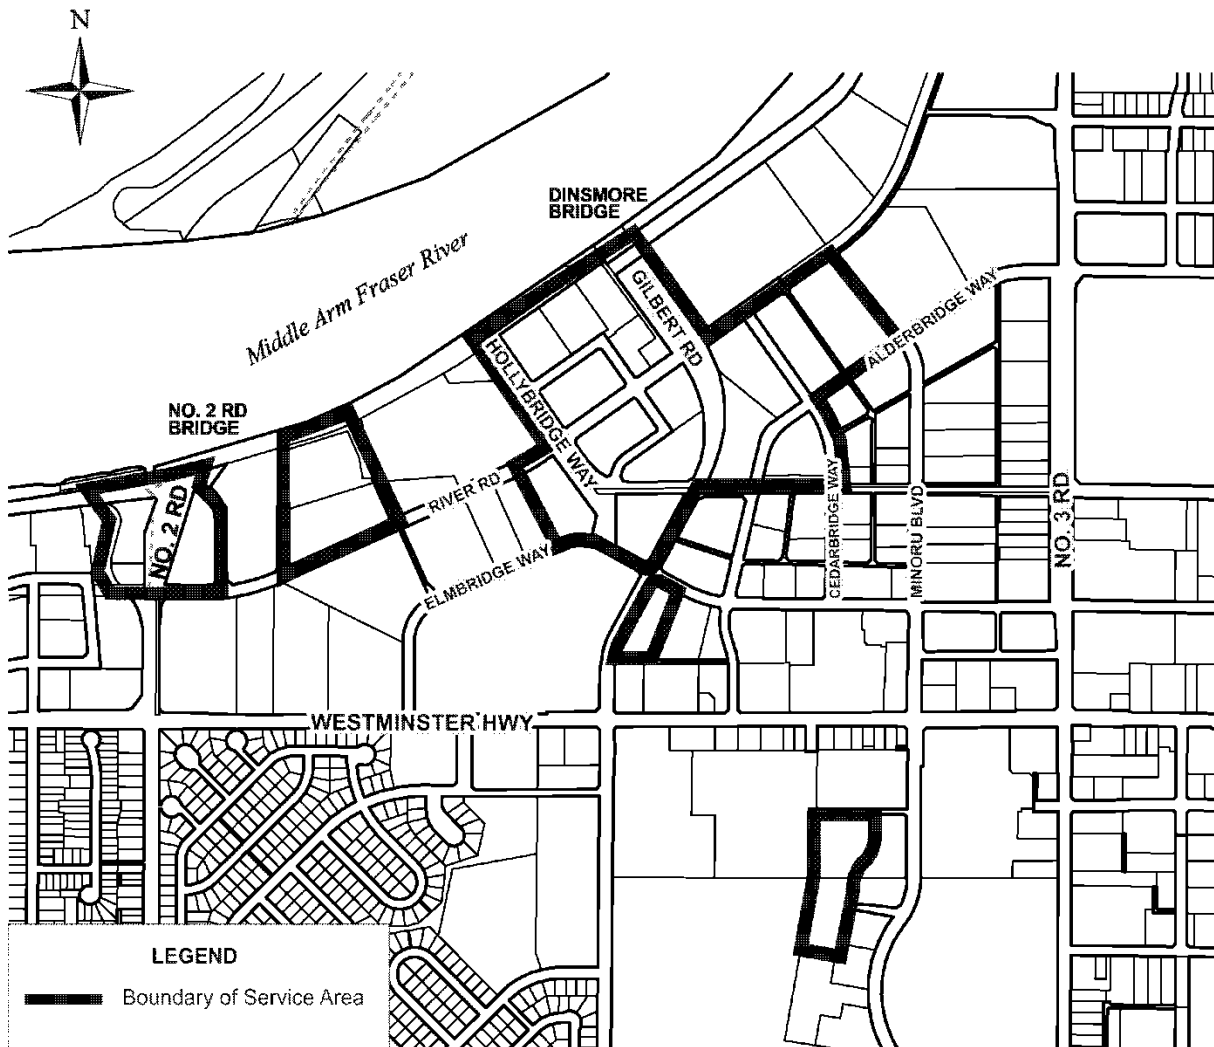 N
DINSMORE
BRIDGE
Middle Arm Fraser River
GILBERT RD
ALDERBRIDGE WAY
HOLLYBRIDGE WAY
NO. 2 RD
BRIDGE
RIVER RD
NO. 2 RD
ELMBRIDGE WAY
CEDARBRIDGE WAY
MINORU BLVD
NO. 3 RD
WESTMINSTER HWY
LEGEND
Boundary of Service Area